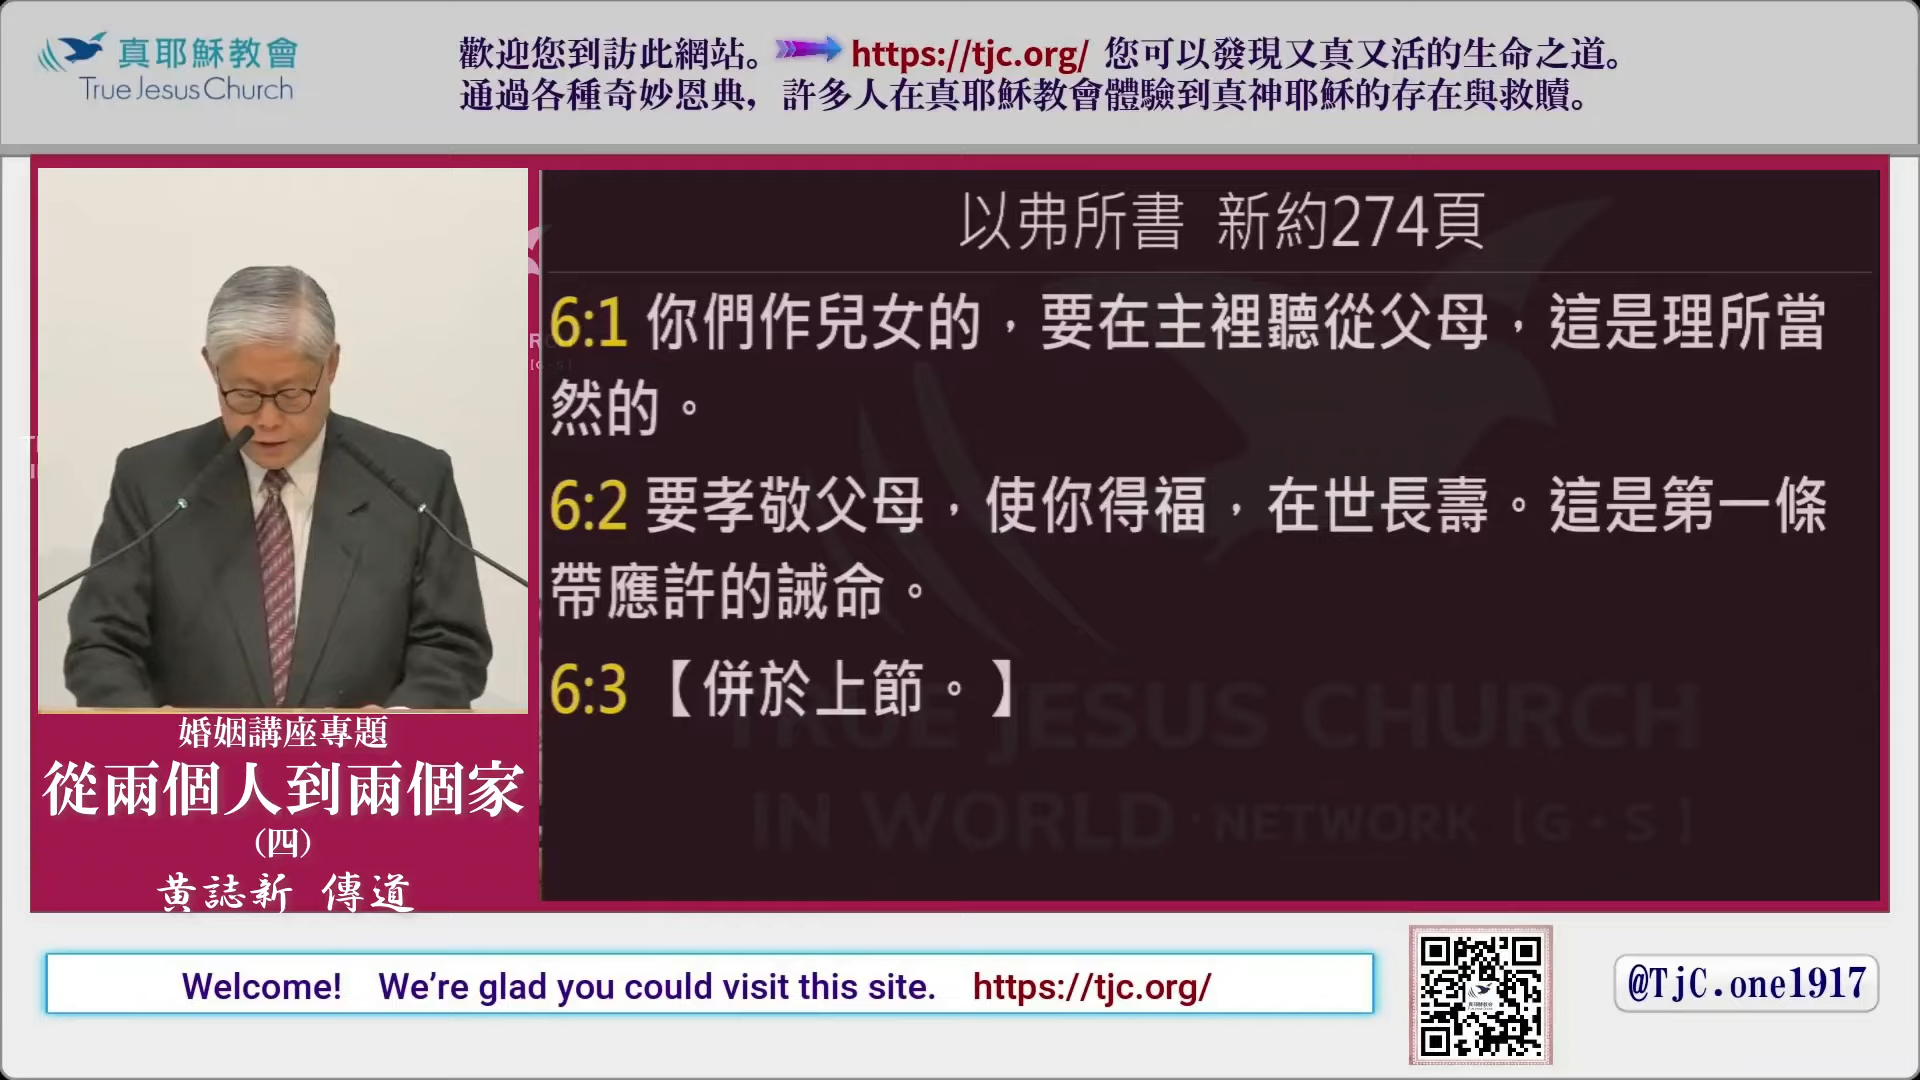 真耶穌教會
True Jesus Church
歡迎您到訪此網站。 https://tjc.org/ 您可以發現又真又活的生命之道。
通過各種奇妙恩典，許多人在真耶穌教會體驗到真神耶穌的存在與救贖。
以弗所書 新約274頁
6:1 你們作兒女的，要在主裡聽從父母，這是理所當
然的。
6:2 要孝敬父母，使你得福，在世長壽。這是第一條
帶應許的誡命。
6:3 【併於上節。】
TRUE JESUS CHURCH
IN WORLD · NETWORK [G · S]
婚姻講座專題
從兩個人到兩個家
(四)
黃誌新 傳道
Welcome! We’re glad you could visit this site. https://tjc.org/
@TjC.one1917